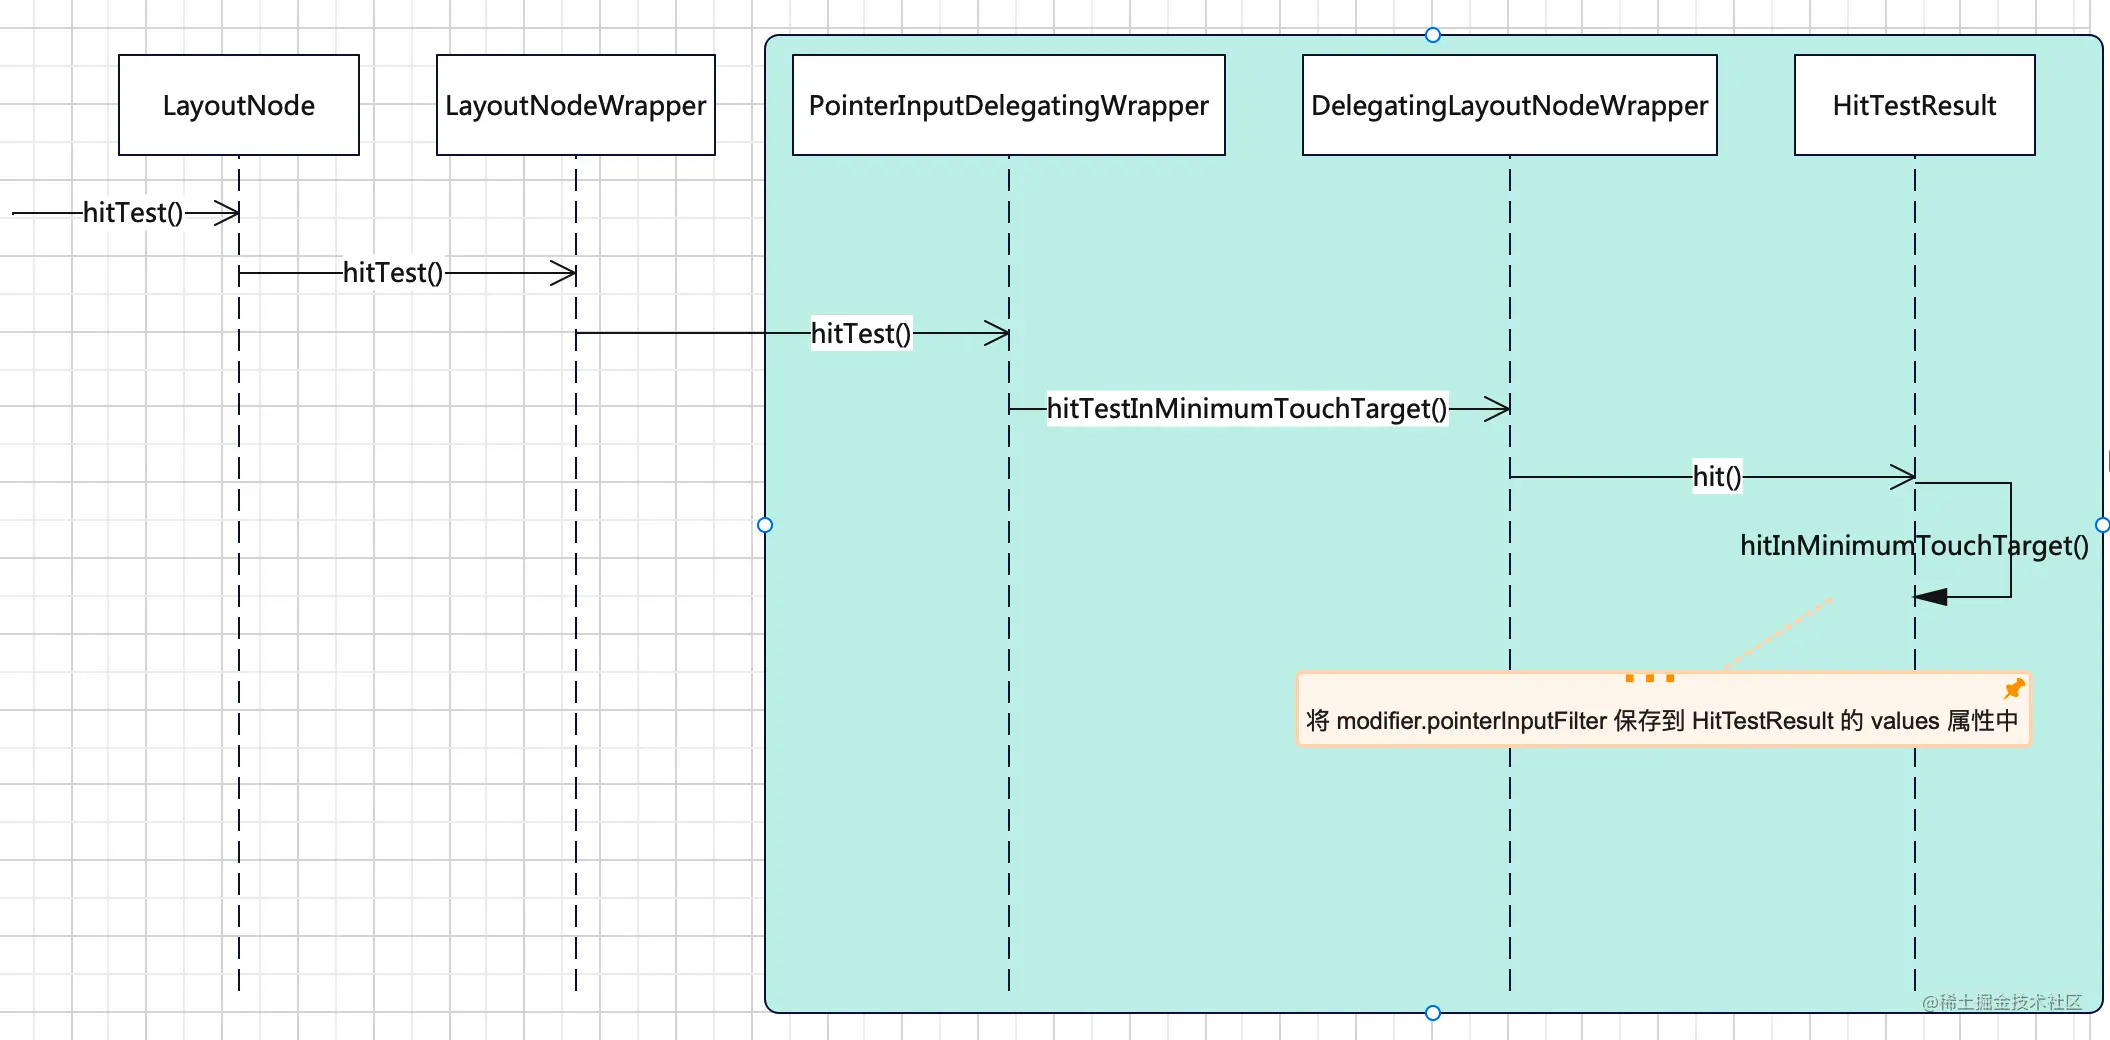 LayoutNode
LayoutNodeWrapper
PointerInputDelegatingWrapper
DelegatingLayoutNodeWrapper
HitTestResult
hitTest()
hitTest()
hitTest()
hitTestInMinimumTouchTarget()
hit()
hitInMinimumTouchTarget()
将 modifier.pointerInputFilter 保存到 HitTestResult 的 values 属性中
@稀土掘金技术社区